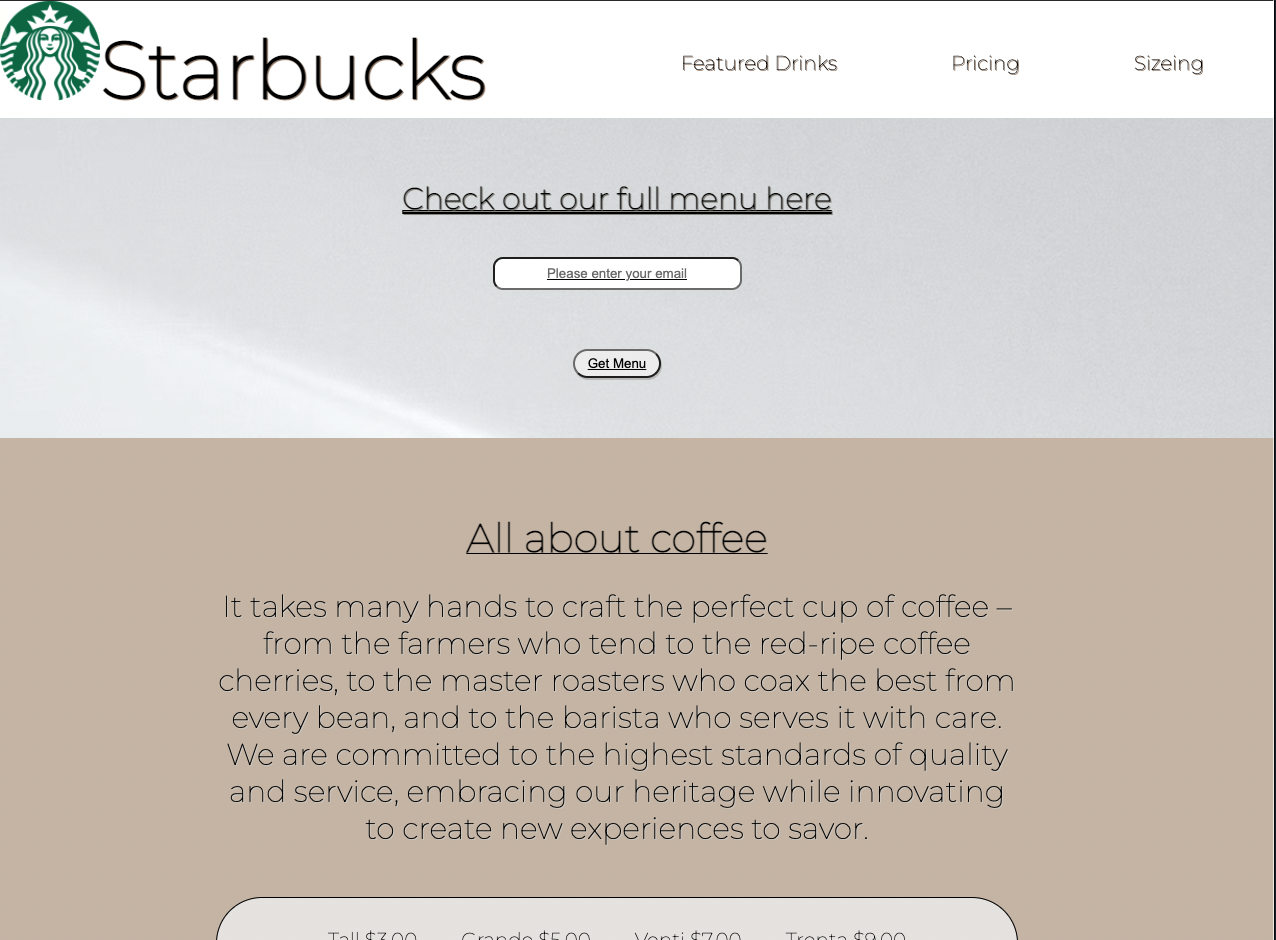 Starbucks
Featured Drinks
Pricing
Sizeing
Check out our full menu here
Please enter your email
Get Menu
All about coffee
It takes many hands to craft the perfect cup of coffee –
from the farmers who tend to the red-ripe coffee
cherries, to the master roasters who coax the best from
every bean, and to the barista who serves it with care.
We are committed to the highest standards of quality
and service, embracing our heritage while innovating
to create new experiences to savor.
Tall $3.00 Grande $5.00 Venti $7.00 Trenta $9.00